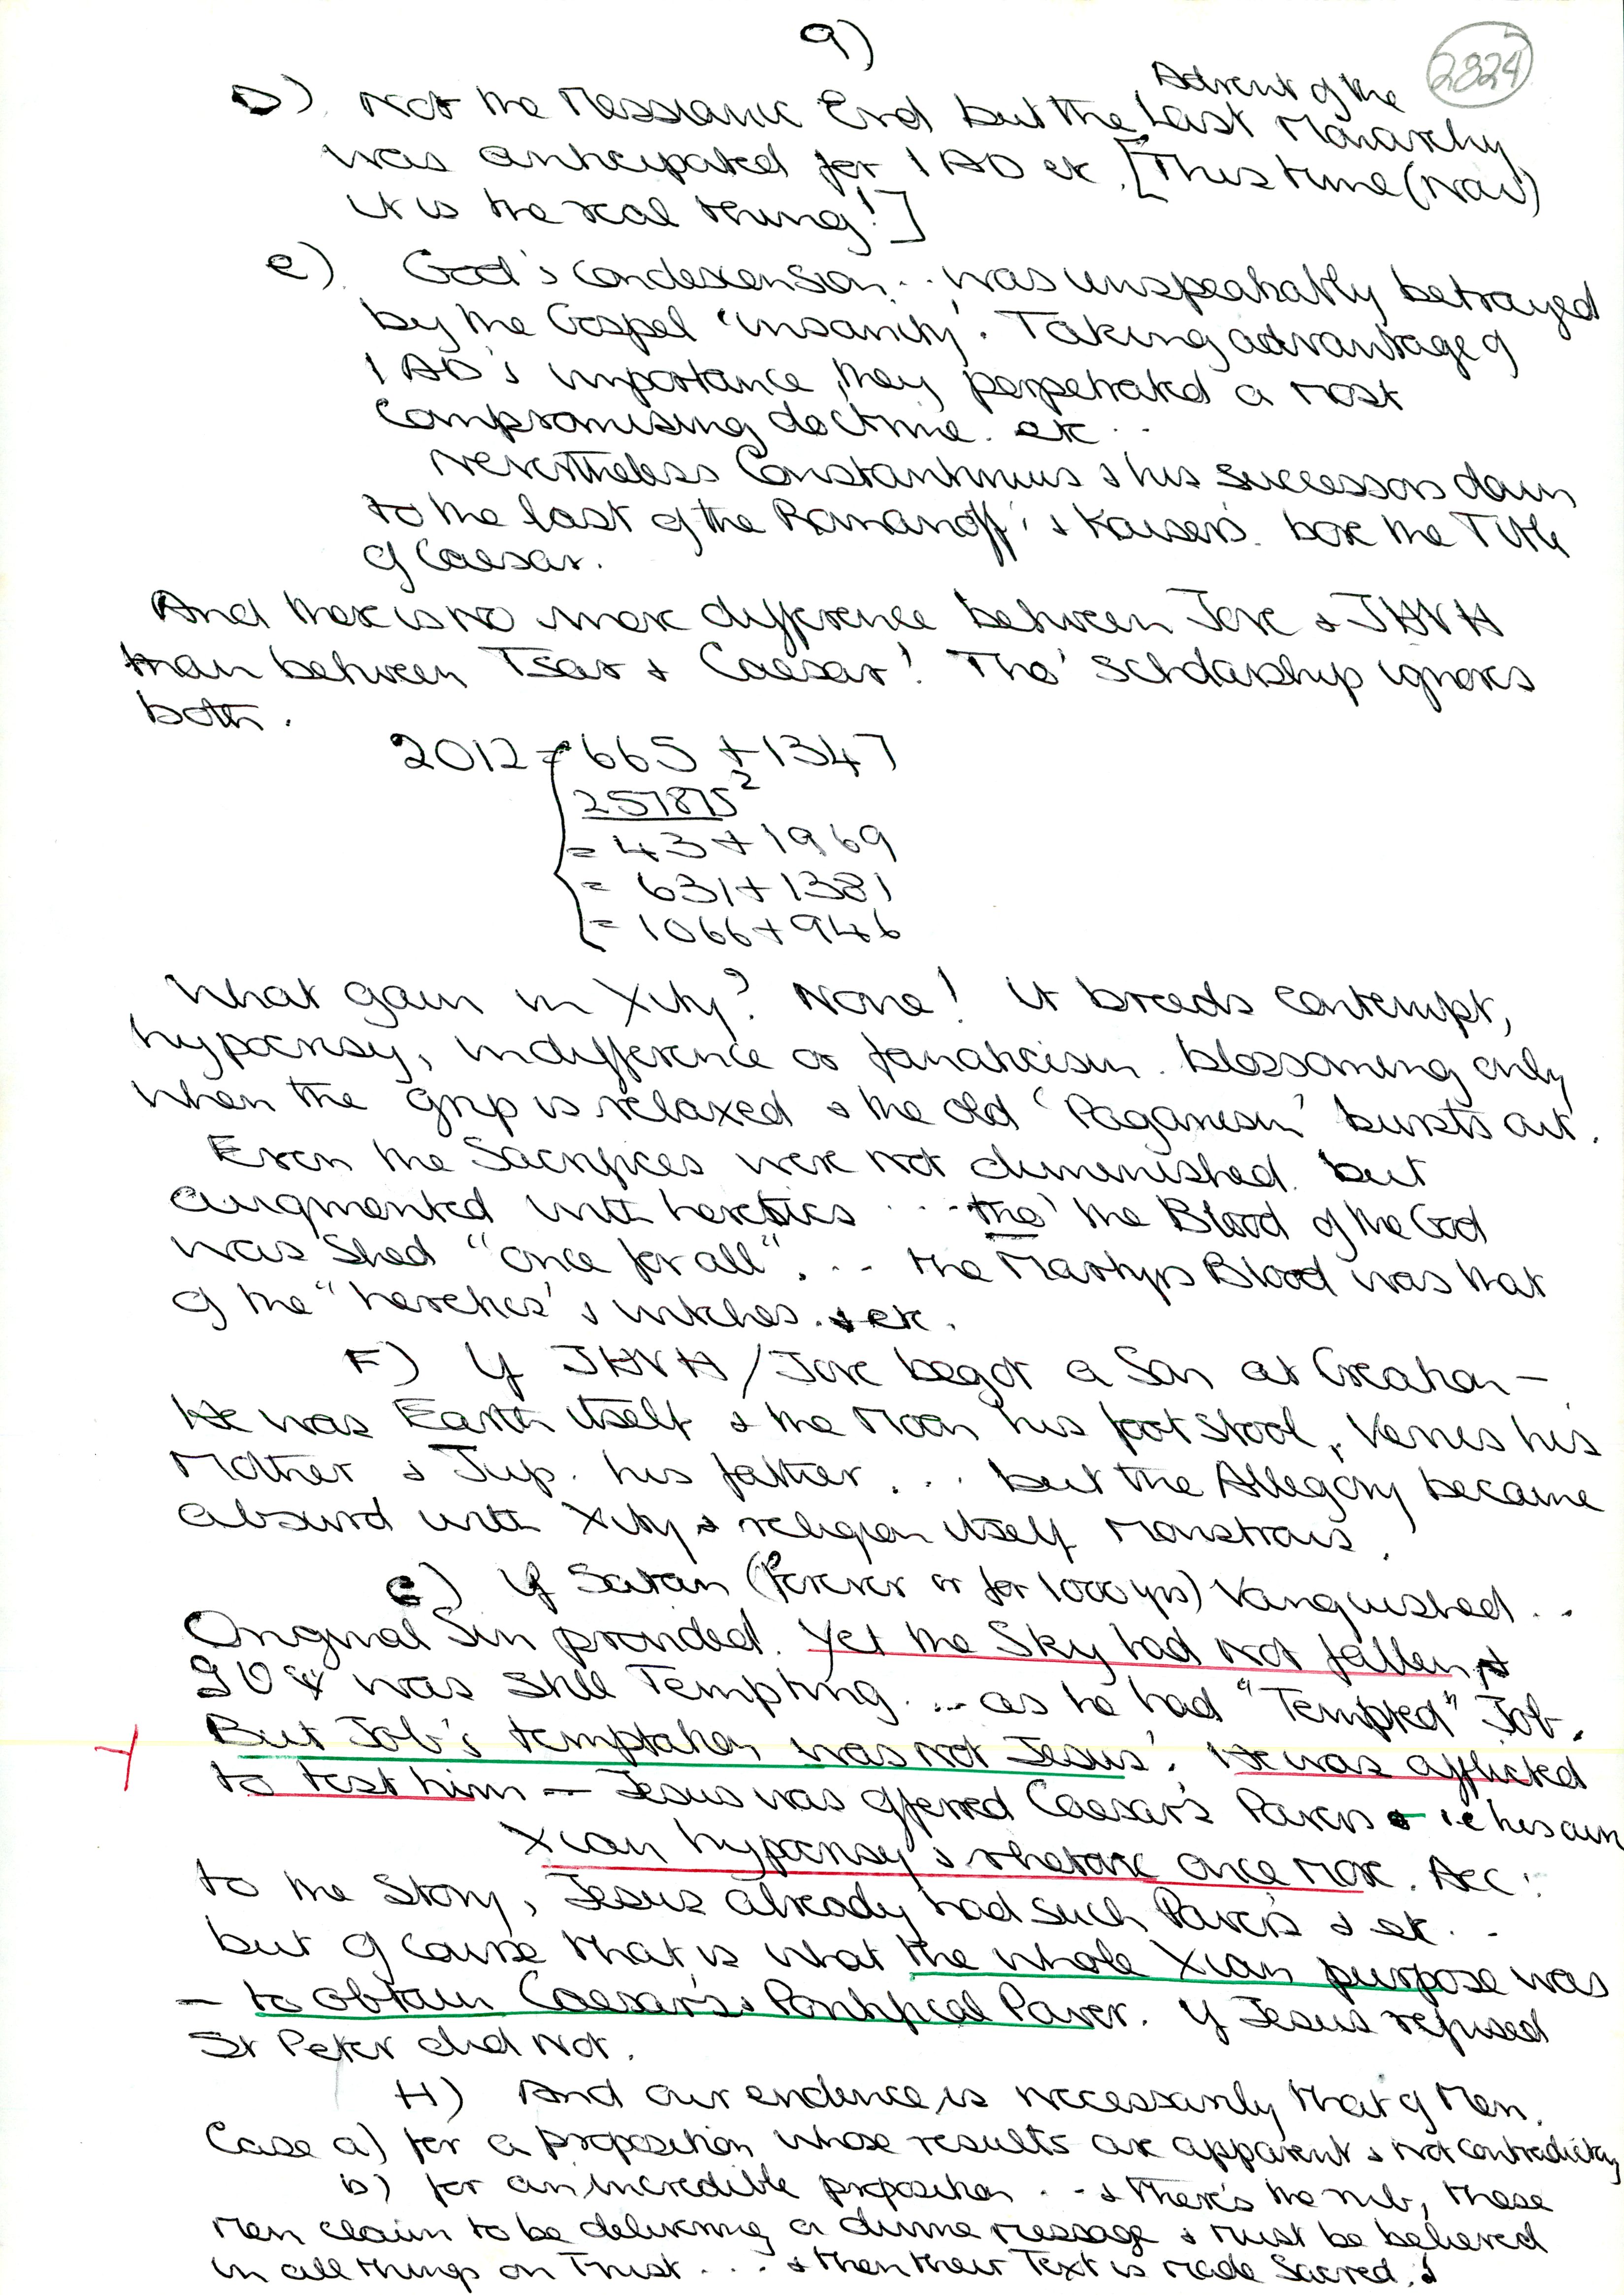 9)
2824
D) Not the Messianic End but the Advent of the Last Monarchy
was anticipated for 1 AD etc. [This time (Now)
it is the real thing!]
e) God's condescension .. was unspeakably betrayed
by the Gospel 'insanity'. Taking advantage of
1 AD's importance, they perpetrated a most
compromising doctrine. etc ..
Nevertheless Constantinus & his successors down
to the last of the Romanoff's & Kaisers. bore the Title
of Caesar.
And there is no more difference between Jove & JHVH
than between Tsar & Caesar! Tho' scholarship ignores
both.
2012 = 665 + 1347
257875²
= 43 + 1969
= 631 + 1381
= 1066 + 946
What gain in Xity? None! it breeds contempt,
hypocrisy, indifference or fanaticism. blossoming only
when the grip is relaxed & the old 'Paganism' bursts out.
Even the Sacrifices were not diminished. but
augmented with heretics ... tho' the Blood of the God
was Shed "once for all". .. the Martyrs Blood was that
of the "heretics' & witches. & etc.
F) If JHVH/Jove begot a Son at Creation –
He was Earth itself & the Moon his foot stool, Venus his
Mother & Jup. his father. .. but the Allegory became
absurd with Xity & religion itself Monstrous.
G) If Satan (forever or for 1000 yrs) Vanquished ..
Original Sin provided. Yet the Sky had not fallen, &
was still Tempting ... as he had "Tempted" Job.
But Job's temptation was not Jesus'. He was afflicted
to test him — Jesus was offered Caesar's Powers i.e his own
Xian hypocrisy & rhetoric once more. Acc:
to the Story, Jesus already had such Powers & etc. ..
but of course that is what the whole Xian purpose was
– to obtain Caesar's & Pontifical Power. If Jesus refused
St Peter did not.
H) And our evidence is necessarily that of Men.
Case a) for a proposition whose results are apparent & not contradictory
b) for an incredible proposition .. & there's the rub, these
Men claim to be delivering a divine message & must be believed
in all things on Trust .... & then their Text is made Sacred. &